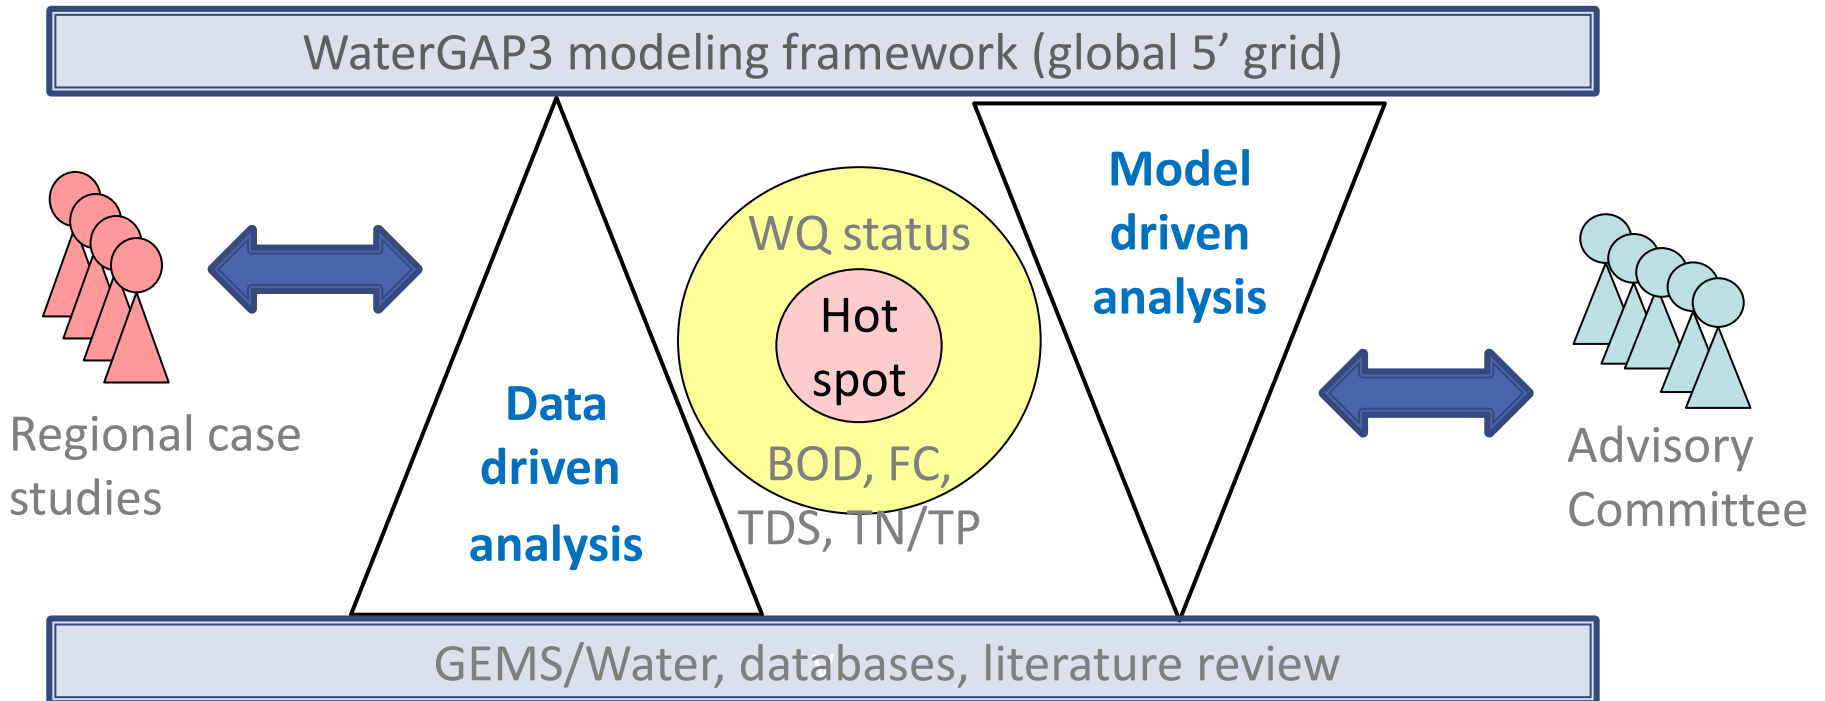 WaterGAP3 modeling framework (global 5’ grid)
Regional case
studies
Data
driven
analysis
WQ status
Hot
spot
BOD, FC,
TDS, TN/TP
Model
driven
analysis
Advisory
Committee
GEMS/Water, databases, literature review